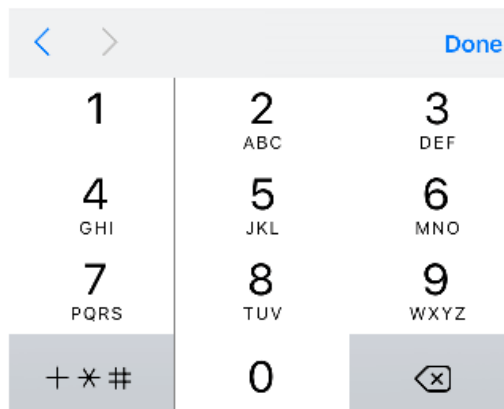 Done
1 2 3
ABC DEF
4 5 6
GHI JKL MNO
7 8 9
PQRS TUV WXYZ
+*# 0